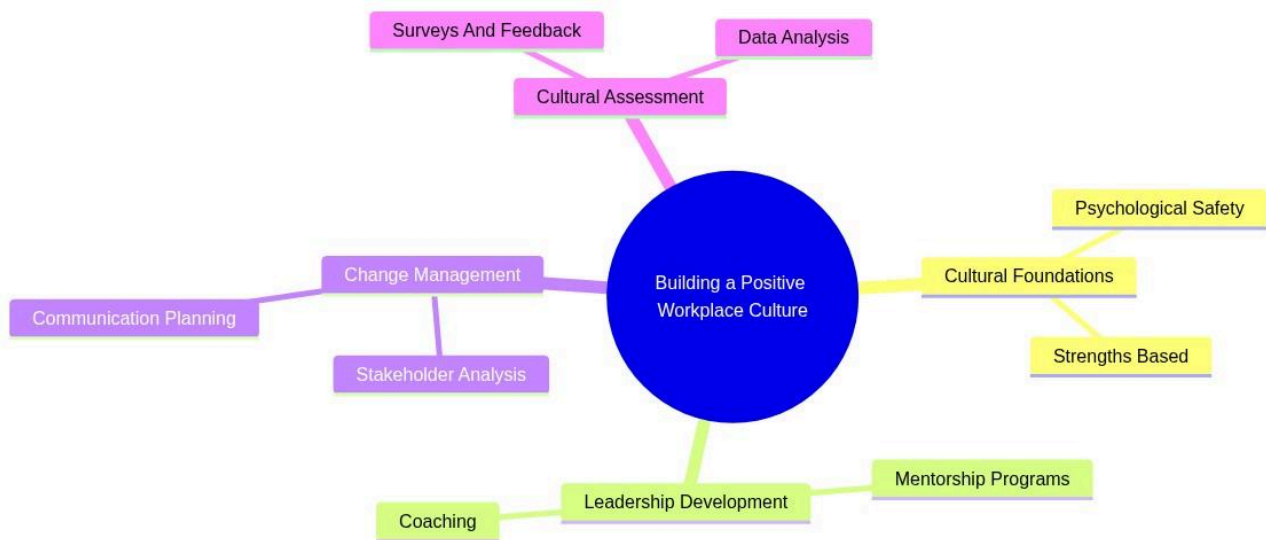 Surveys And Feedback
Data Analysis
Cultural Assessment
Psychological Safety
Change Management
Cultural Foundations
Building a Positive
Workplace Culture
Communication Planning
Strengths Based
Stakeholder Analysis
Mentorship Programs
Leadership Development
Coaching